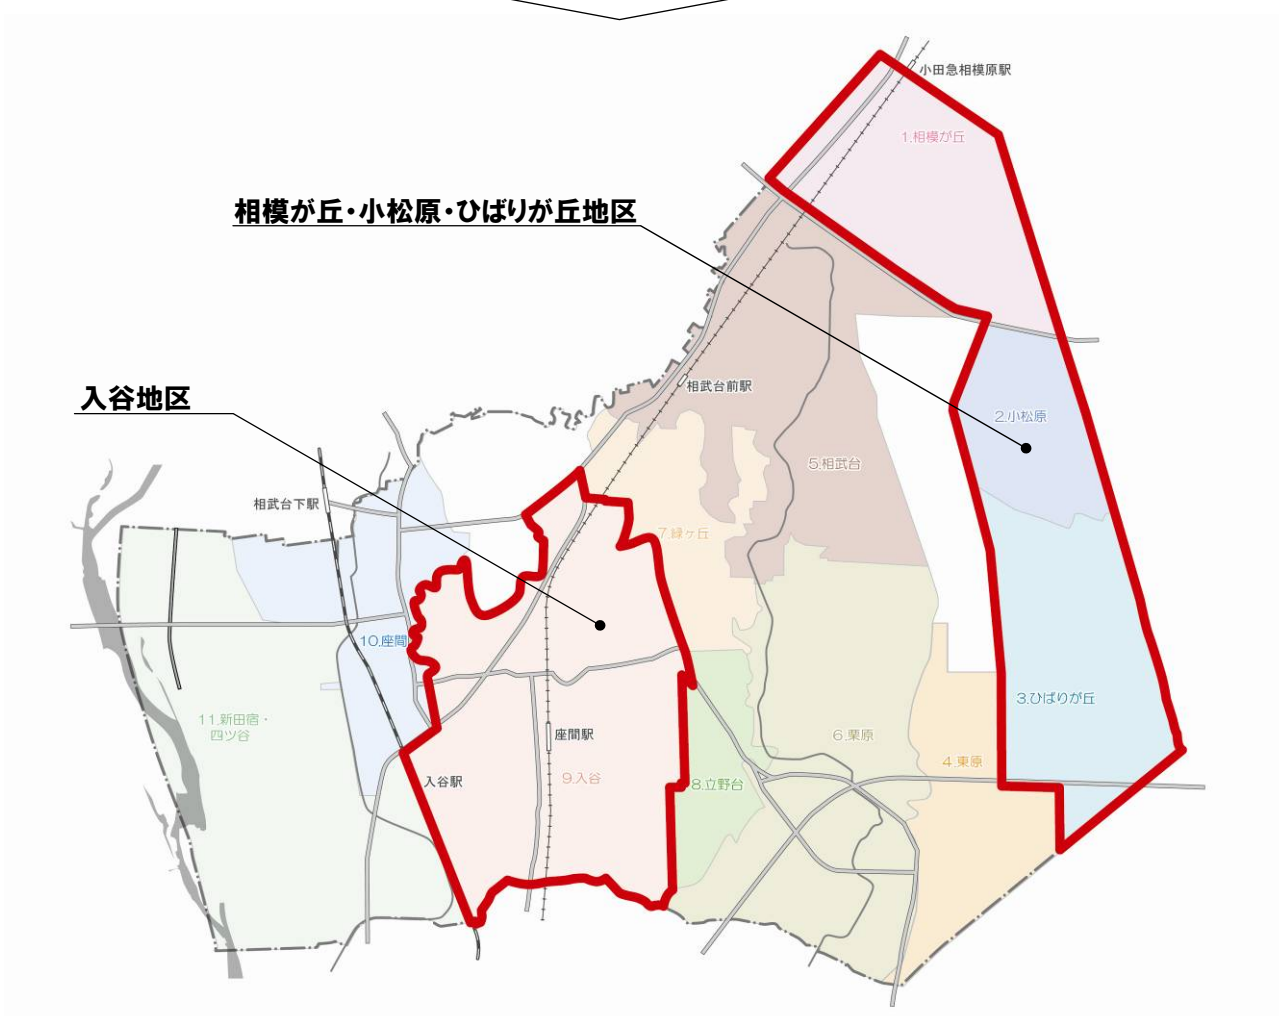 小田急相模原駅
1.相模が丘
相模が丘・小松原・ひばりが丘地区
相武台前駅
入谷地区
2.小松原
5.相武台
相武台下駅
7.緑ヶ丘
10.座間
3.ひばりが丘
11.新田宿・
四ツ谷
座間駅
6.栗原
4.東原
入谷駅
9.入谷
8.立野台